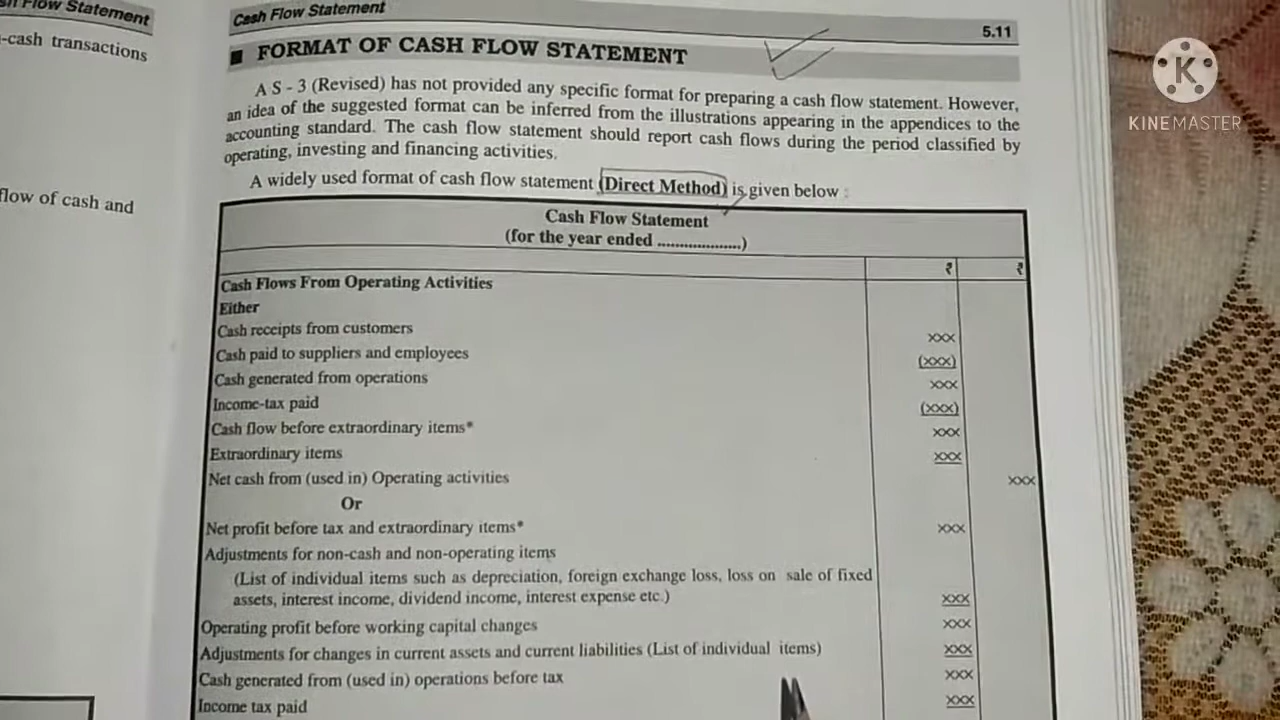 Flow Statement
-cash transactions
flow of cash and
Cash Flow Statement
5.11
■ FORMAT OF CASH FLOW STATEMENT
A S - 3 (Revised) has not provided any specific format for preparing a cash flow statement. However,
an idea of the suggested format can be inferred from the illustrations appearing in the appendices to the
accounting standard. The cash flow statement should report cash flows during the period classified by
operating, investing and financing activities.
A widely used format of cash flow statement (Direct Method) is given below :
Cash Flow Statement
(for the year ended ....................)
₹ ₹
Cash Flows From Operating Activities
Either
Cash receipts from customers xxx
Cash paid to suppliers and employees (xxx)
Cash generated from operations xxx
Income-tax paid (xxx)
Cash flow before extraordinary items* xxx
Extraordinary items xxx
Net cash from (used in) Operating activities xxx
Or
Net profit before tax and extraordinary items* xxx
Adjustments for non-cash and non-operating items
(List of individual items such as depreciation, foreign exchange loss, loss on sale of fixed
assets, interest income, dividend income, interest expense etc.) xxx
Operating profit before working capital changes xxx
Adjustments for changes in current assets and current liabilities (List of individual items) xxx
Cash generated from (used in) operations before tax xxx
Income tax paid xxx
K
KINEMASTER